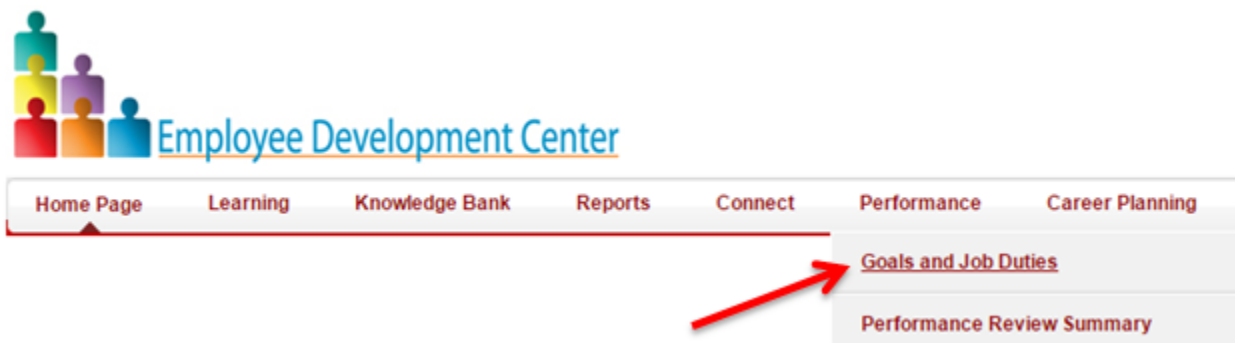 Employee Development Center
Home Page Learning Knowledge Bank Reports Connect Performance Career Planning
Goals and Job Duties
Performance Review Summary